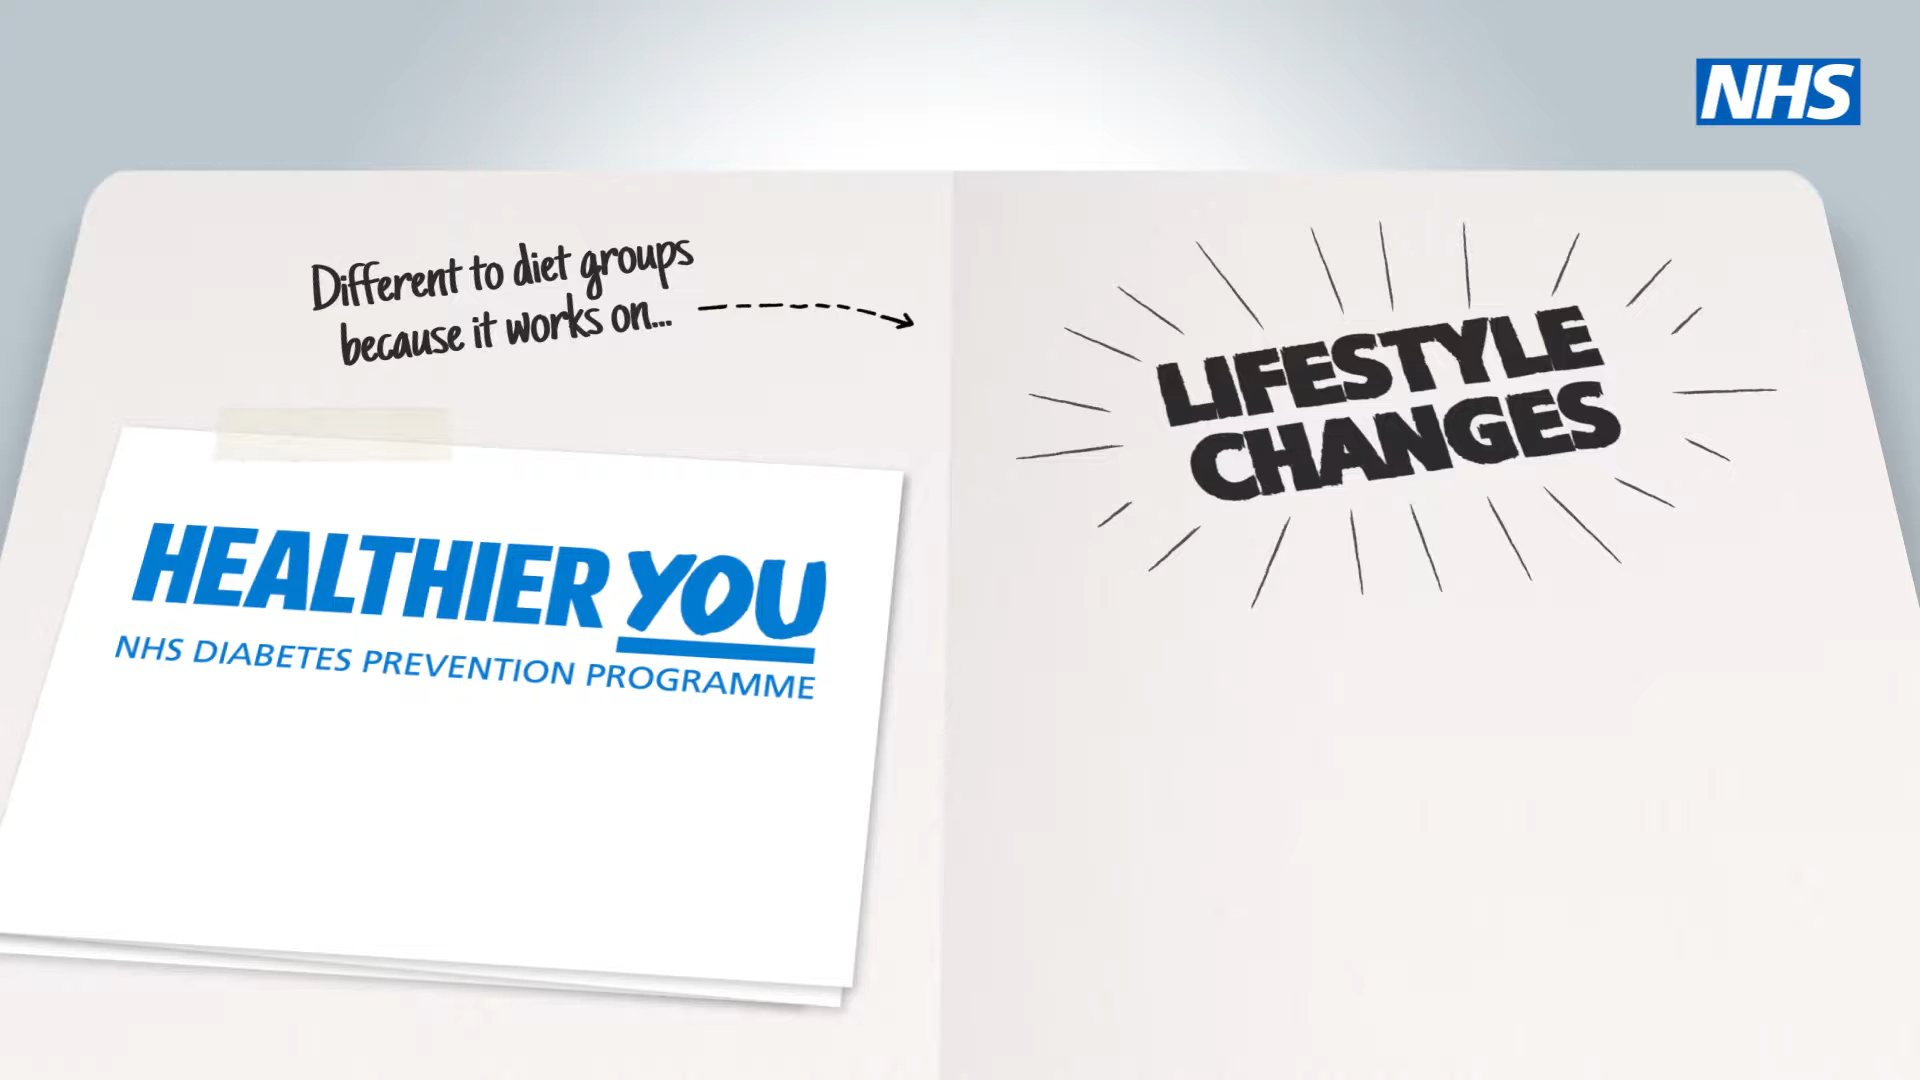 NHS
Different to diet groups
because it works on...
LIFESTYLE
CHANGES
HEALTHIER YOU
NHS DIABETES PREVENTION PROGRAMME